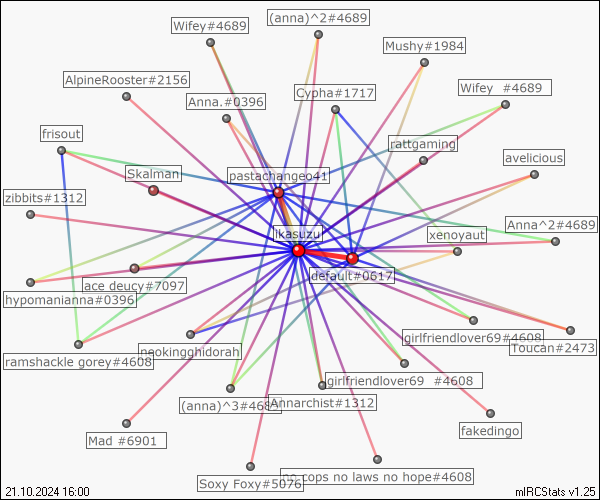 (anna)^2#4689
Wifey#4689
Mushy#1984
AlpineRooster#2156
Cypha#1717
Wifey #4689
Anna.#0396
frisout
rattgaming
avelicious
Skalman
pastachangeo41
zibbits#1312
Anna^2#4689
likasuzu
xenovaut
default#0617
ace deucy#7097
hypomanianna#0396
girlfriendlover69#4608
Toucan#2473
neokingghidorah
ramshackle gorey#4608
girlfriendlover69 #4608
(anna)^3#4689
Annarchist#1312
Mad #6901
fakedingo
no cops no laws no hope#4608
Soxy Foxy#5076
21.10.2024 16:00
mIRCStats v1.25